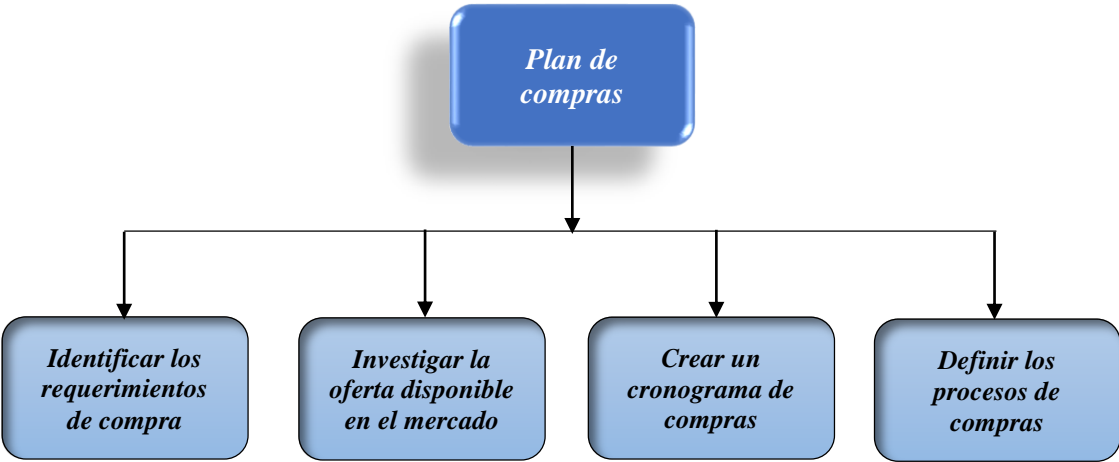 Plan de
compras
Identificar los
requerimientos
de compra
Investigar la
oferta disponible
en el mercado
Crear un
cronograma de
compras
Definir los
procesos de
compras